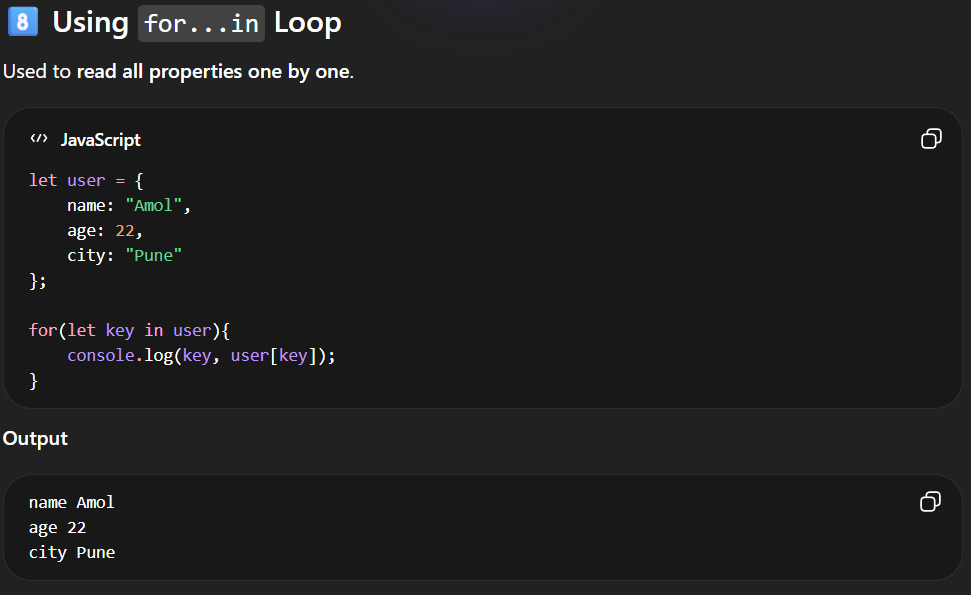 8 Using for...in Loop
Used to read all properties one by one.
</> JavaScript
let user = {
    name: "Amol",
    age: 22,
    city: "Pune"
};

for(let key in user){
    console.log(key, user[key]);
}
Output
name Amol
age 22
city Pune